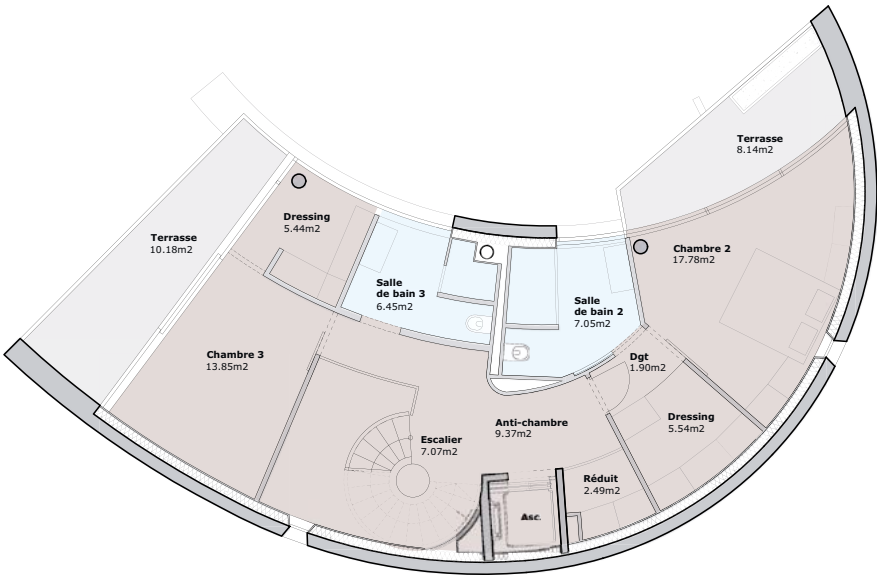 Terrasse
8.14m2
Dressing
5.44m2
Terrasse
10.18m2
Chambre 2
17.78m2
Salle
de bain 3
6.45m2
Salle
de bain 2
7.05m2
Chambre 3
13.85m2
Dgt
1.90m2
Dressing
5.54m2
Anti-chambre
9.37m2
Escalier
7.07m2
Réduit
2.49m2
Asc.